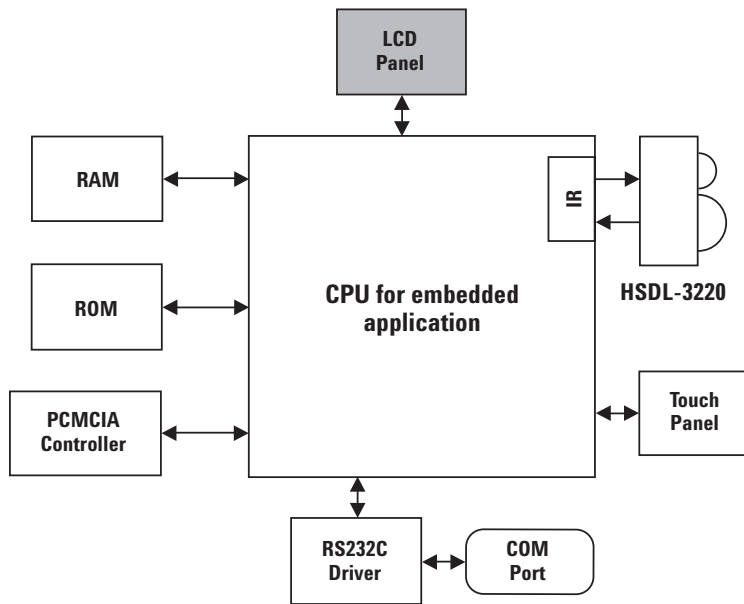 LCD
Panel
RAM
IR
HSDL-3220
ROM
CPU for embedded
application
PCMCIA
Controller
Touch
Panel
RS232C
Driver
COM
Port